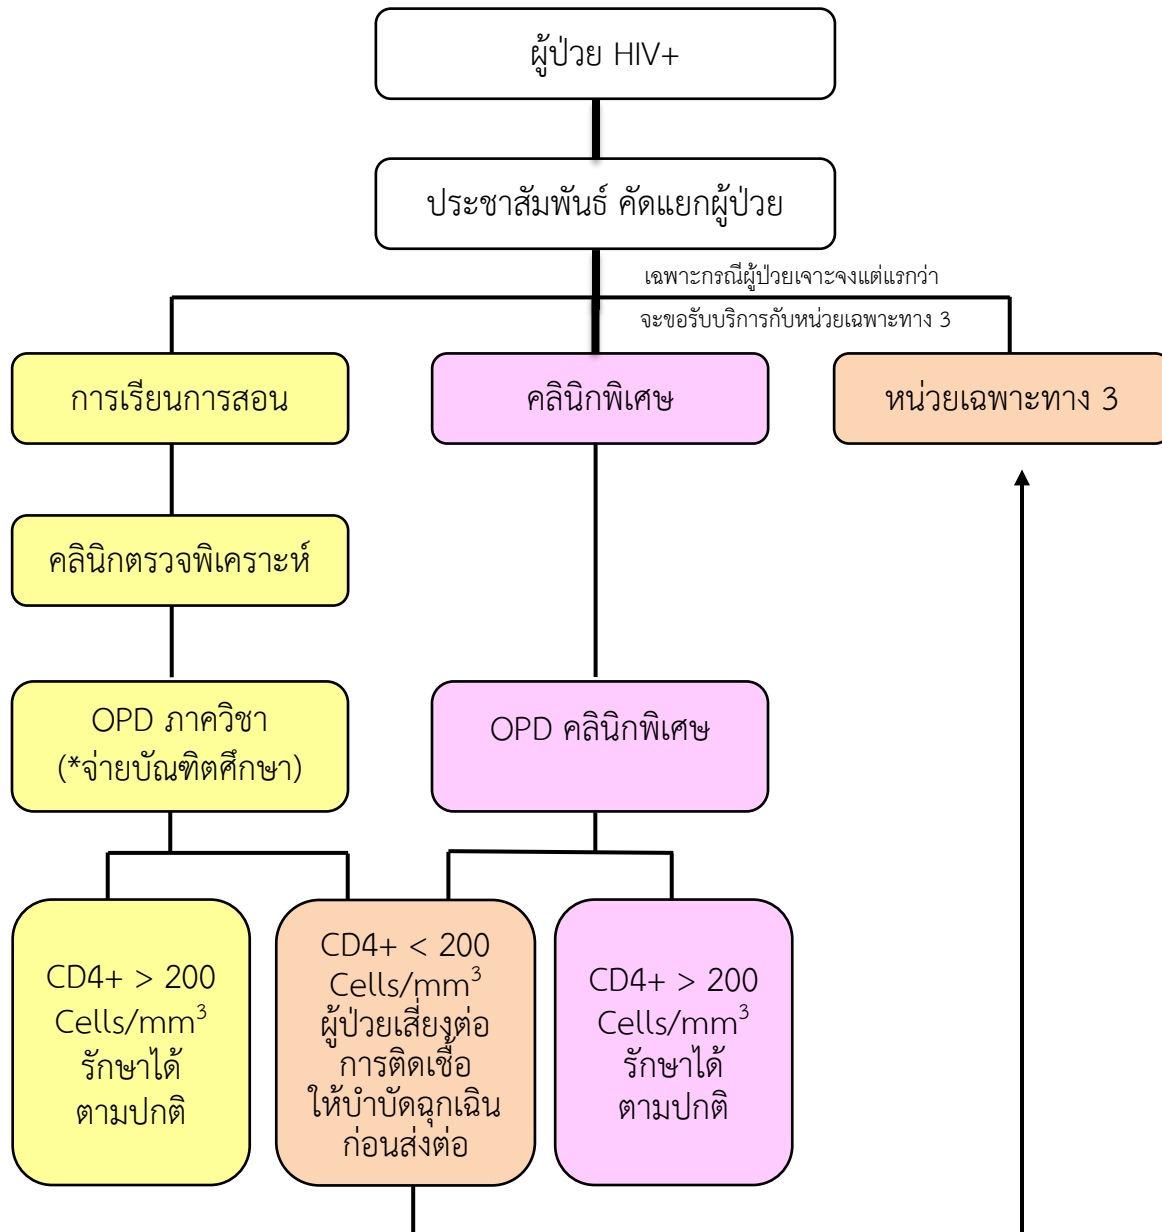 ผู้ป่วย HIV+
ประชาสัมพันธ์ คัดแยกผู้ป่วย
เฉพาะกรณีผู้ป่วยเจาะจงแต่แรกว่า
จะขอรับบริการกับหน่วยเฉพาะทาง 3
การเรียนการสอน
คลินิกพิเศษ
หน่วยเฉพาะทาง 3
คลินิกตรวจพิเคราะห์
OPD ภาควิชา
(*จ่ายบัณฑิตศึกษา)
OPD คลินิกพิเศษ
CD4+ > 200
Cells/mm³
รักษาได้
ตามปกติ
CD4+ < 200
Cells/mm³
ผู้ป่วยเสี่ยงต่อ
การติดเชื้อ
ให้บำบัดฉุกเฉิน
ก่อนส่งต่อ
CD4+ > 200
Cells/mm³
รักษาได้
ตามปกติ